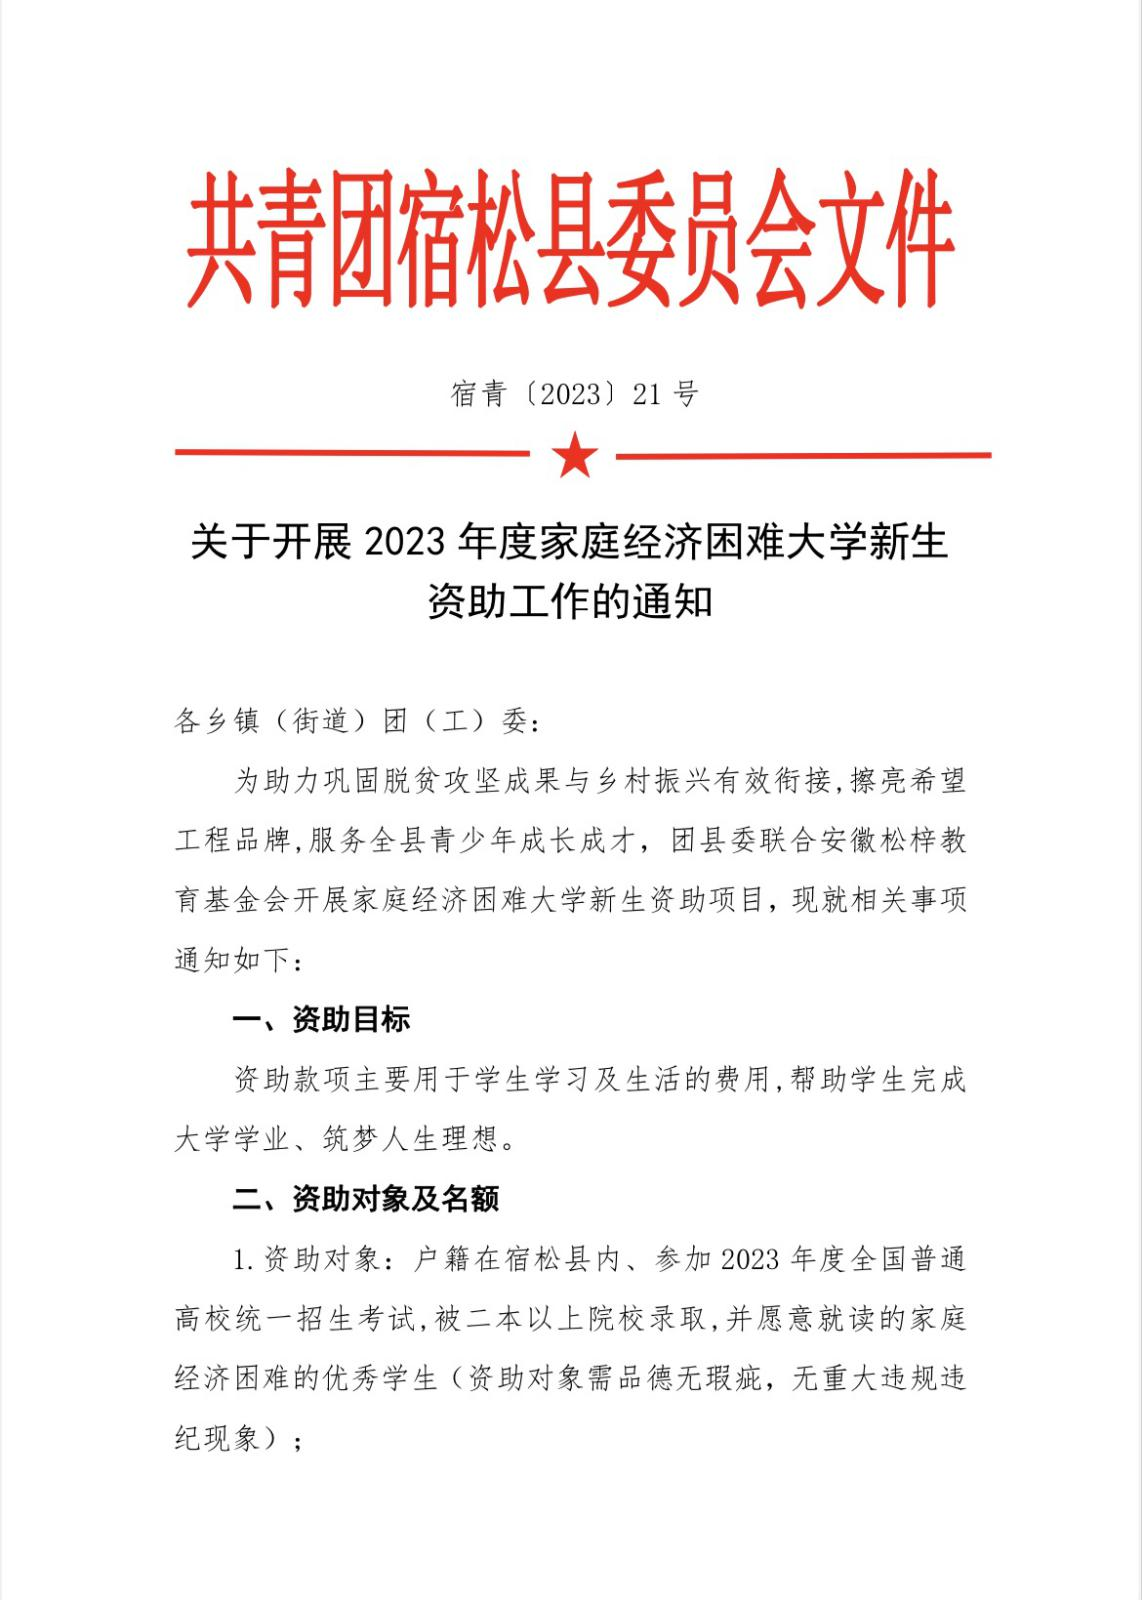 共青团宿松县委员会文件
宿青〔2023〕21 号
关于开展 2023 年度家庭经济困难大学新生
资助工作的通知
各乡镇（街道）团（工）委：
为助力巩固脱贫攻坚成果与乡村振兴有效衔接,擦亮希望
工程品牌,服务全县青少年成长成才，团县委联合安徽松梓教
育基金会开展家庭经济困难大学新生资助项目，现就相关事项
通知如下：
一、资助目标
资助款项主要用于学生学习及生活的费用,帮助学生完成
大学学业、筑梦人生理想。
二、资助对象及名额
1.资助对象：户籍在宿松县内、参加 2023 年度全国普通
高校统一招生考试,被二本以上院校录取,并愿意就读的家庭
经济困难的优秀学生（资助对象需品德无瑕疵，无重大违规违
纪现象）；